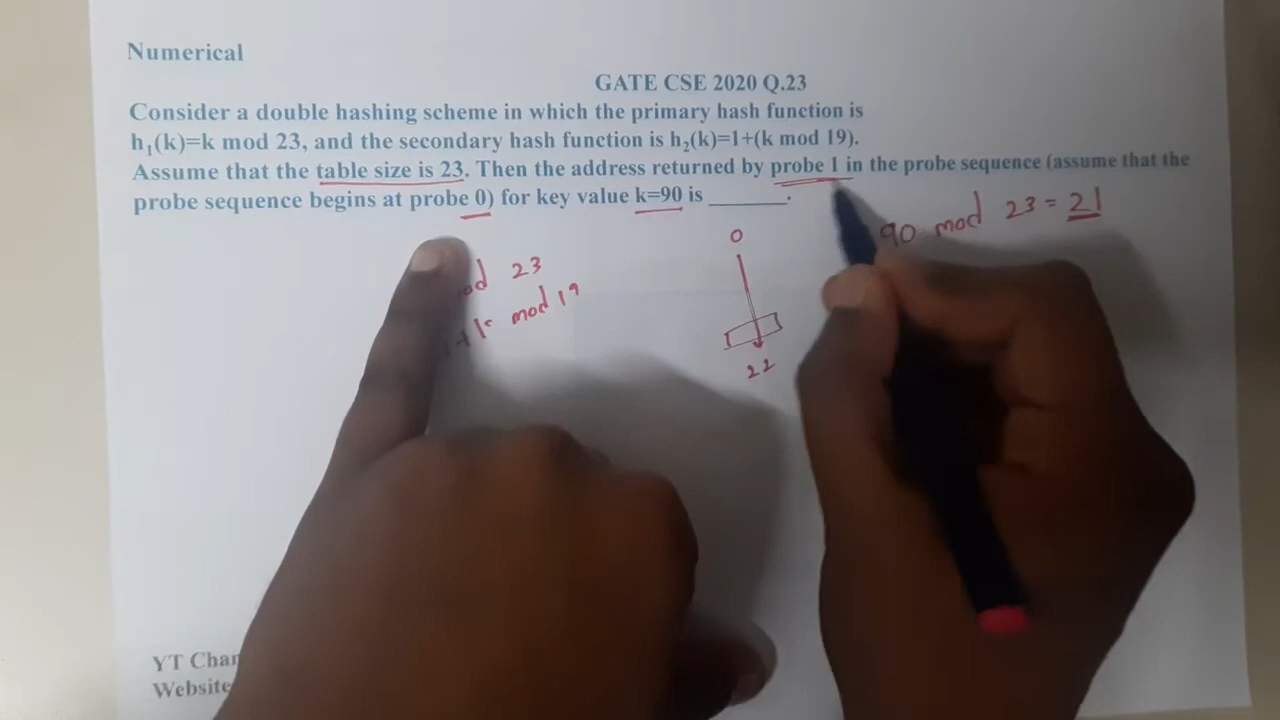 Numerical
GATE CSE 2020 Q.23
Consider a double hashing scheme in which the primary hash function is
h₁(k)=k mod 23, and the secondary hash function is h₂(k)=1+(k mod 19).
Assume that the table size is 23. Then the address returned by probe 1 in the probe sequence (assume that the
probe sequence begins at probe 0) for key value k=90 is ______.
90 mod 23 = 21
0
23
mod 19
22
YT
Website